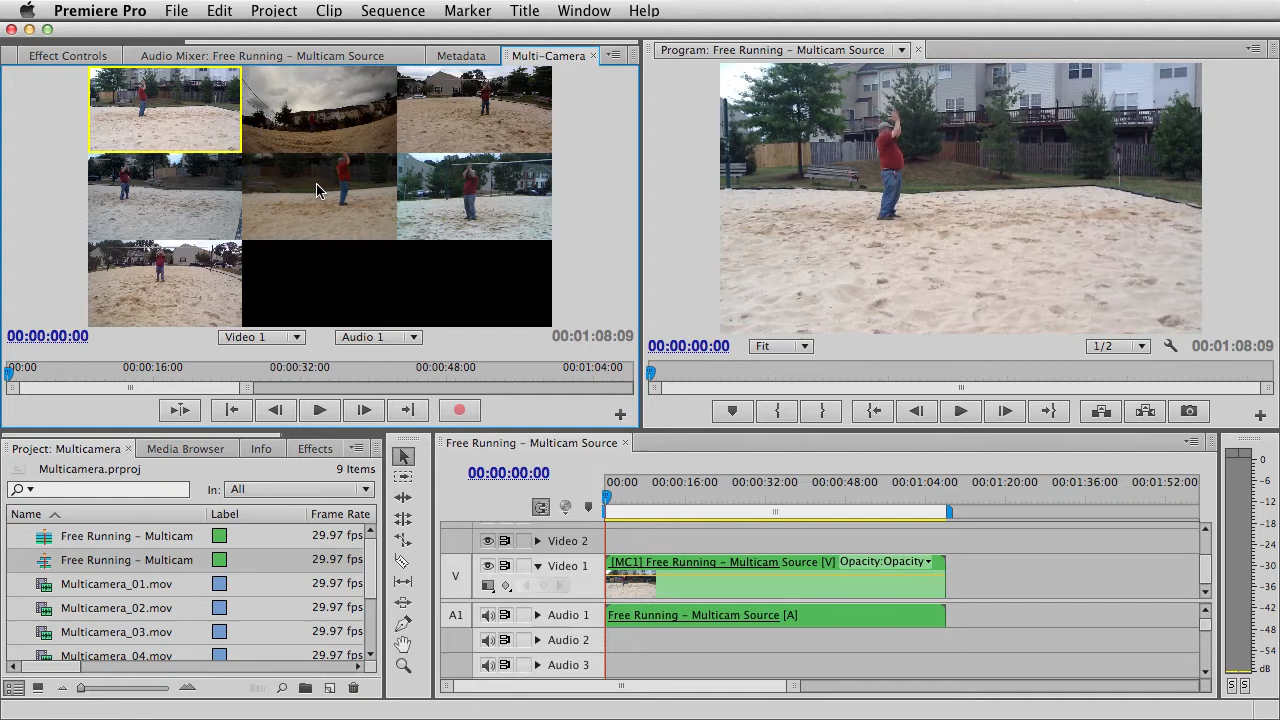 Premiere Pro File Edit Project Clip Sequence Marker Title Window Help
Effect Controls Audio Mixer: Free Running – Multicam Source Metadata Multi-Camera
Program: Free Running – Multicam Source
00:00:00:00 Video 1 Audio 1 00:01:08:09
00:00:00:00 Fit 1/2 00:01:08:09
00:00 00:00:16:00 00:00:32:00 00:00:48:00 00:01:04:00
Project: Multicamera Media Browser Info Effects
Multicamera.prproj 9 Items
In: All
Name Label Frame Rate
Free Running – Multicam 29.97 fps
Free Running – Multicam 29.97 fps
Multicamera_01.mov 29.97 fps
Multicamera_02.mov 29.97 fps
Multicamera_03.mov 29.97 fps
Multicamera_04.mov 29.97 fps
Free Running – Multicam Source
00:00:00:00
00:00 00:00:16:00 00:00:32:00 00:00:48:00 00:01:04:00 00:01:20:00 00:01:36:00 00:01:52:00
Video 2
V Video 1 [MC1] Free Running – Multicam Source [V] Opacity:Opacity
A1 Audio 1 Free Running – Multicam Source [A]
Audio 2
Audio 3
0
-6
-12
-18
-24
-30
-36
-42
-48
-54
dB
S S